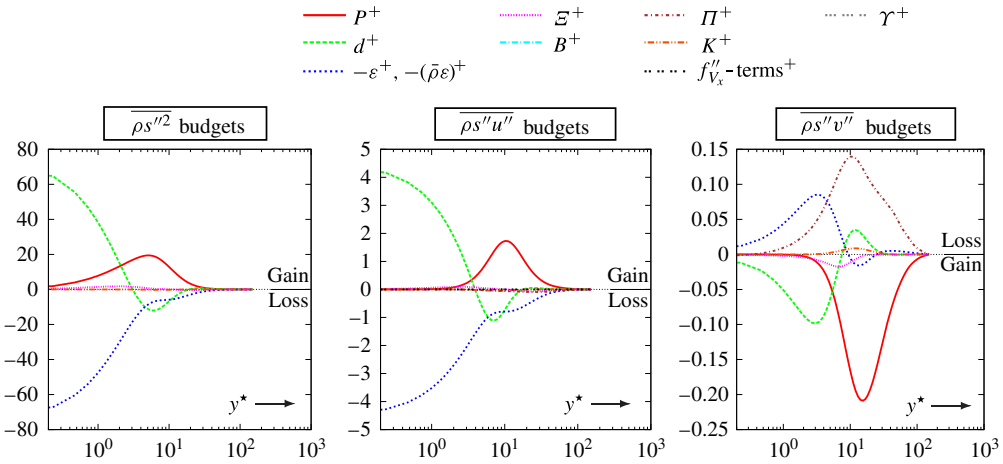 P⁺ Ξ⁺ Π⁺ ϒ⁺
d⁺ B⁺ K⁺
−ε⁺, −(ρ̄ε)⁺ f″_{V_x}-terms⁺
\overline{ρs″²} budgets
\overline{ρs″u″} budgets
\overline{ρs″v″} budgets
80
60
40
20
0
−20
−40
−60
−80
Gain
Loss
y⋆
10⁰ 10¹ 10² 10³
5
4
3
2
1
0
−1
−2
−3
−4
−5
Gain
Loss
y⋆
10⁰ 10¹ 10² 10³
0.15
0.10
0.05
0
−0.05
−0.10
−0.15
−0.20
−0.25
Loss
Gain
y⋆
10⁰ 10¹ 10² 10³